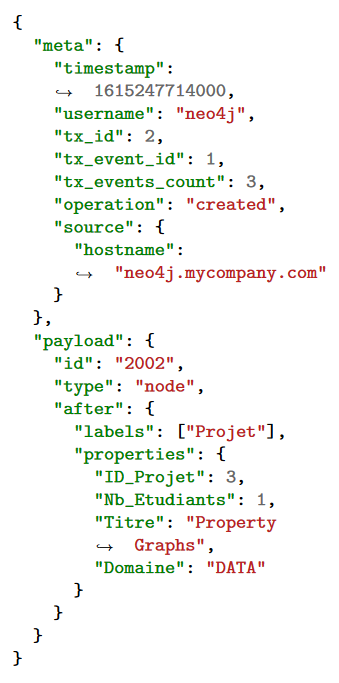 {
  "meta": {
    "timestamp":
    ↪  1615247714000,
    "username": "neo4j",
    "tx_id": 2,
    "tx_event_id": 1,
    "tx_events_count": 3,
    "operation": "created",
    "source": {
      "hostname":
      ↪  "neo4j.mycompany.com"
    }
  },
  "payload": {
    "id": "2002",
    "type": "node",
    "after": {
      "labels": ["Projet"],
      "properties": {
        "ID_Projet": 3,
        "Nb_Etudiants": 1,
        "Titre": "Property
        ↪  Graphs",
        "Domaine": "DATA"
      }
    }
  }
}